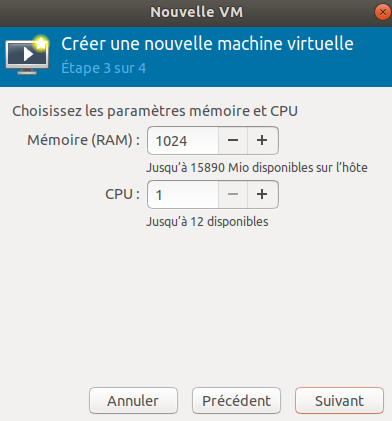 Nouvelle VM
Créer une nouvelle machine virtuelle
Étape 3 sur 4
Choisissez les paramètres mémoire et CPU
Mémoire (RAM) : 1024 − +
Jusqu’à 15890 Mio disponibles sur l’hôte
CPU : 1 − +
Jusqu’à 12 disponibles
Annuler Précédent Suivant